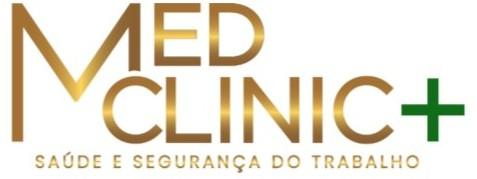 MED
CLINIC+
SAÚDE E SEGURANÇA DO TRABALHO